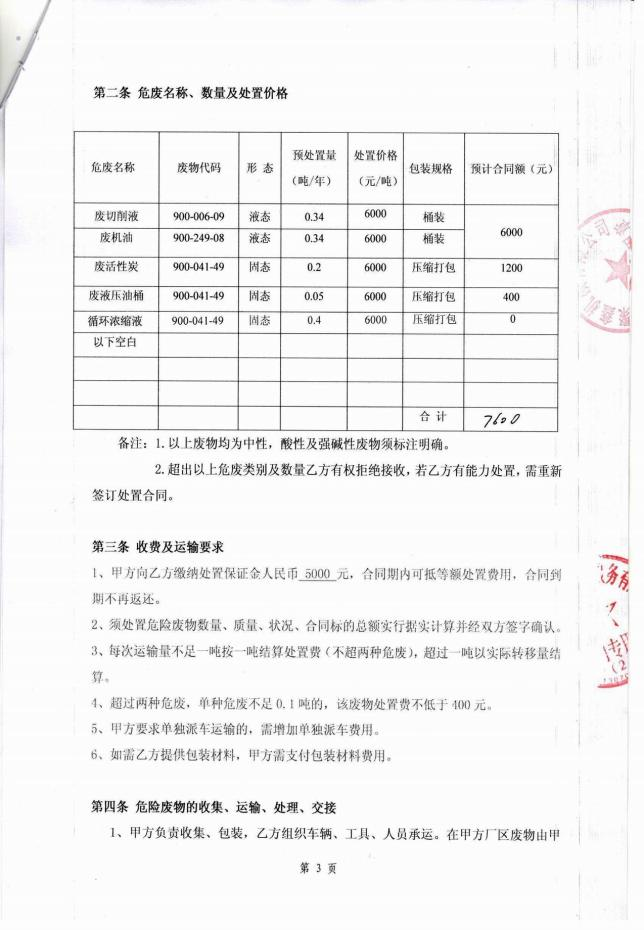 第二条 危废名称、数量及处置价格
危废名称 废物代码 形 态 预处置量（吨/年） 处置价格（元/吨） 包装规格 预计合同额（元）
废切削液 900-006-09 液态 0.34 6000 桶装 6000
废机油 900-249-08 液态 0.34 6000 桶装
废活性炭 900-041-49 固态 0.2 6000 压缩打包 1200
废液压油桶 900-041-49 固态 0.05 6000 压缩打包 400
循环浓缩液 900-041-49 固态 0.4 6000 压缩打包 0
以下空白
合 计 7600
备注：1.以上废物均为中性，酸性及强碱性废物须标注明确。
2.超出以上危废类别及数量乙方有权拒绝接收，若乙方有能力处置，需重新
签订处置合同。
第三条 收费及运输要求
1、甲方向乙方缴纳处置保证金人民币 5000 元，合同期内可抵等额处置费用，合同到
期不再返还。
2、须处置危险废物数量、质量、状况、合同标的总额实行据实计算并经双方签字确认。
3、每次运输量不足一吨按一吨结算处置费（不超两种危废），超过一吨以实际转移量结
算。
4、超过两种危废，单种危废不足 0.1 吨的，该废物处置费不低于 400 元。
5、甲方要求单独派车运输的，需增加单独派车费用。
6、如需乙方提供包装材料，甲方需支付包装材料费用。
第四条 危险废物的收集、运输、处理、交接
1、甲方负责收集、包装，乙方组织车辆、工具、人员承运。在甲方厂区废物由甲
第 3 页